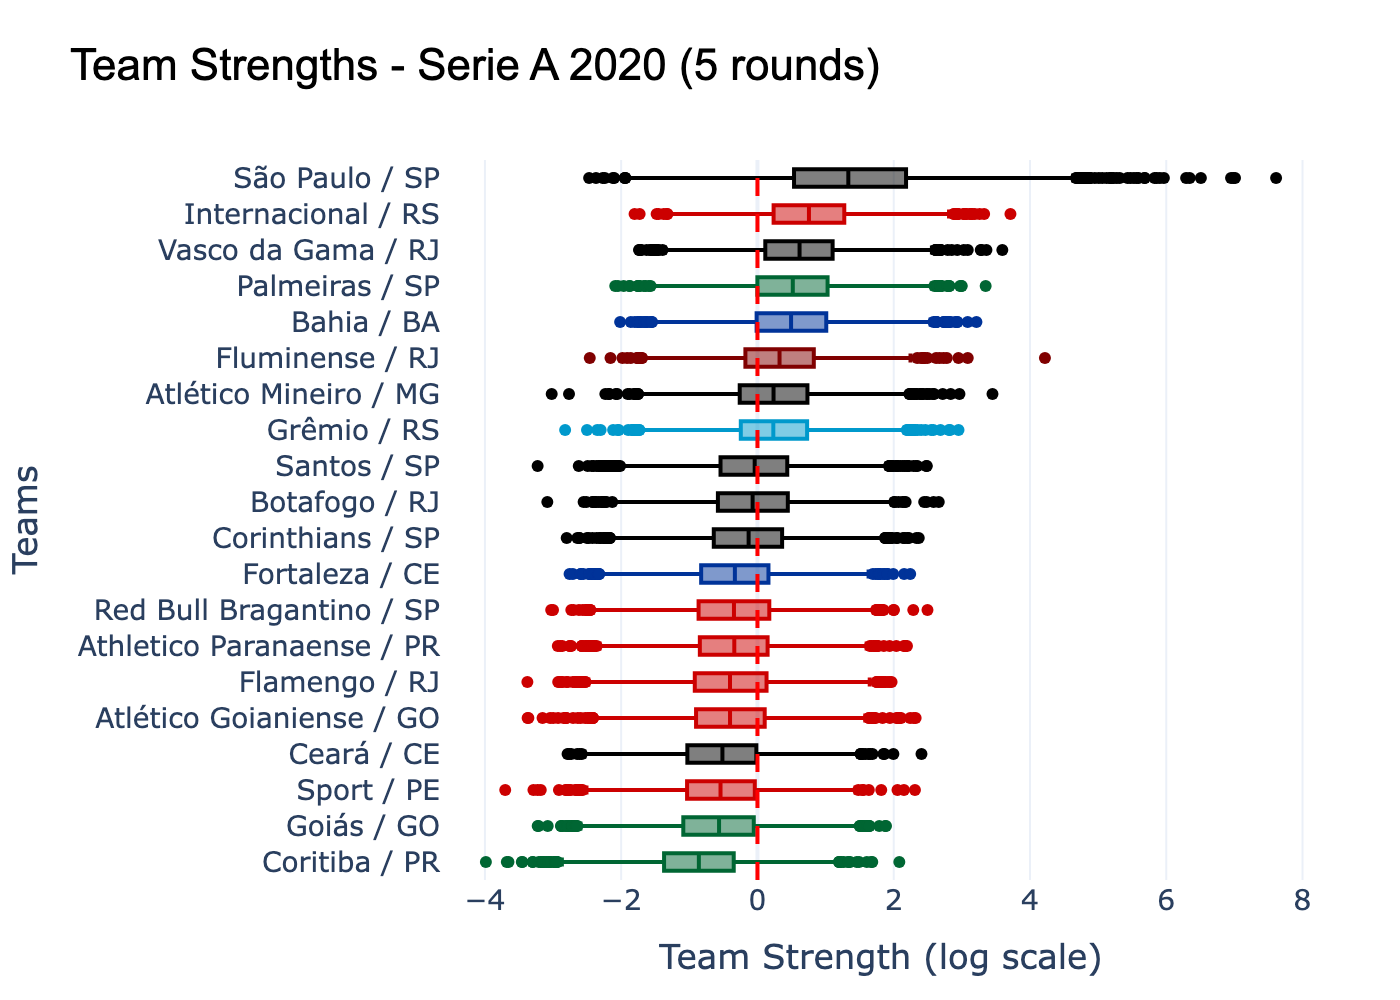 Team Strengths - Serie A 2020 (5 rounds)
São Paulo / SP
Internacional / RS
Vasco da Gama / RJ
Palmeiras / SP
Bahia / BA
Fluminense / RJ
Atlético Mineiro / MG
Grêmio / RS
Santos / SP
Botafogo / RJ
Corinthians / SP
Fortaleza / CE
Red Bull Bragantino / SP
Athletico Paranaense / PR
Flamengo / RJ
Atlético Goianiense / GO
Ceará / CE
Sport / PE
Goiás / GO
Coritiba / PR
Teams
−4 −2 0 2 4 6 8
Team Strength (log scale)